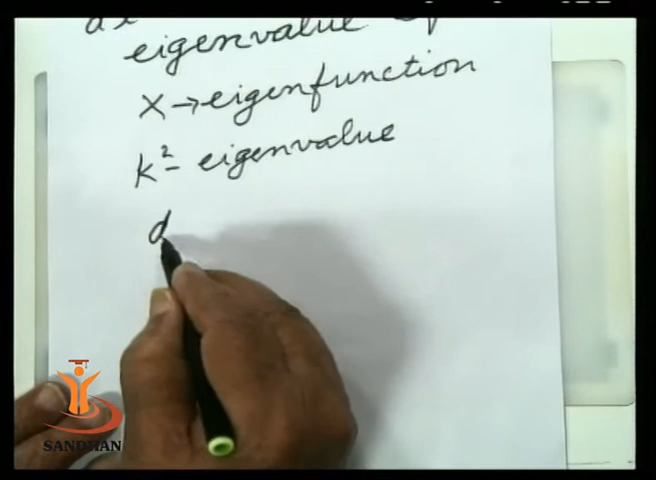 eigenvalue
X → eigenfunction
k² - eigenvalue
d
SANDHAN